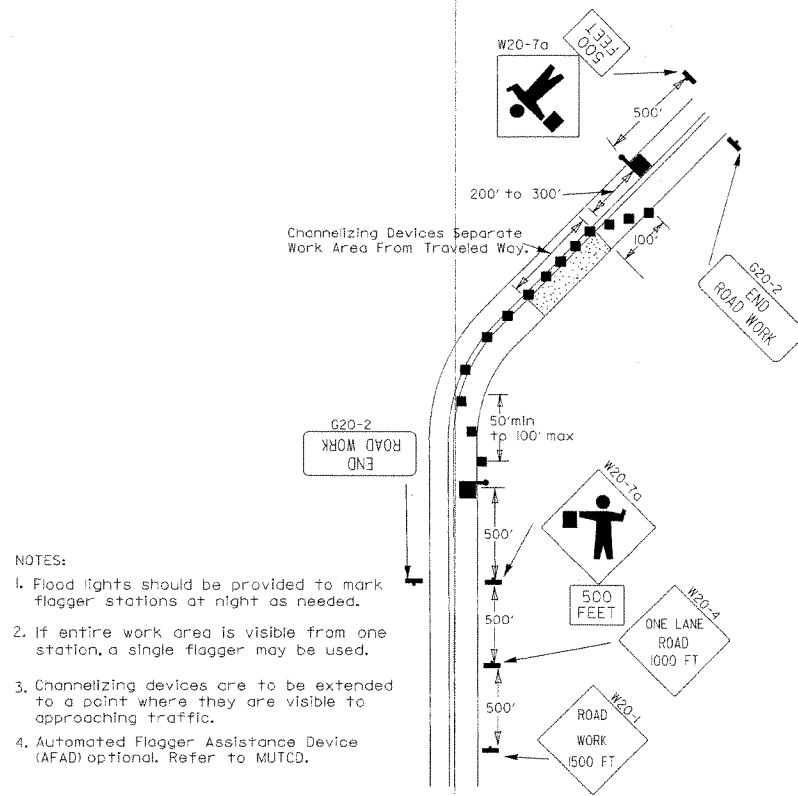 W20-7a
500
FEET
500'
200' to 300'
Channelizing Devices Separate
Work Area From Traveled Way.
100'
G20-2
END
ROAD WORK
G20-2
END
ROAD WORK
50'min
to 100' max
W20-7a
500'
500
FEET
500'
W20-4
ONE LANE
ROAD
1000 FT
500'
W20-1
ROAD
WORK
1500 FT
NOTES:
1. Flood lights should be provided to mark
flagger stations at night as needed.
2. If entire work area is visible from one
station, a single flagger may be used.
3. Channelizing devices are to be extended
to a point where they are visible to
approaching traffic.
4. Automated Flagger Assistance Device
(AFAD) optional. Refer to MUTCD.